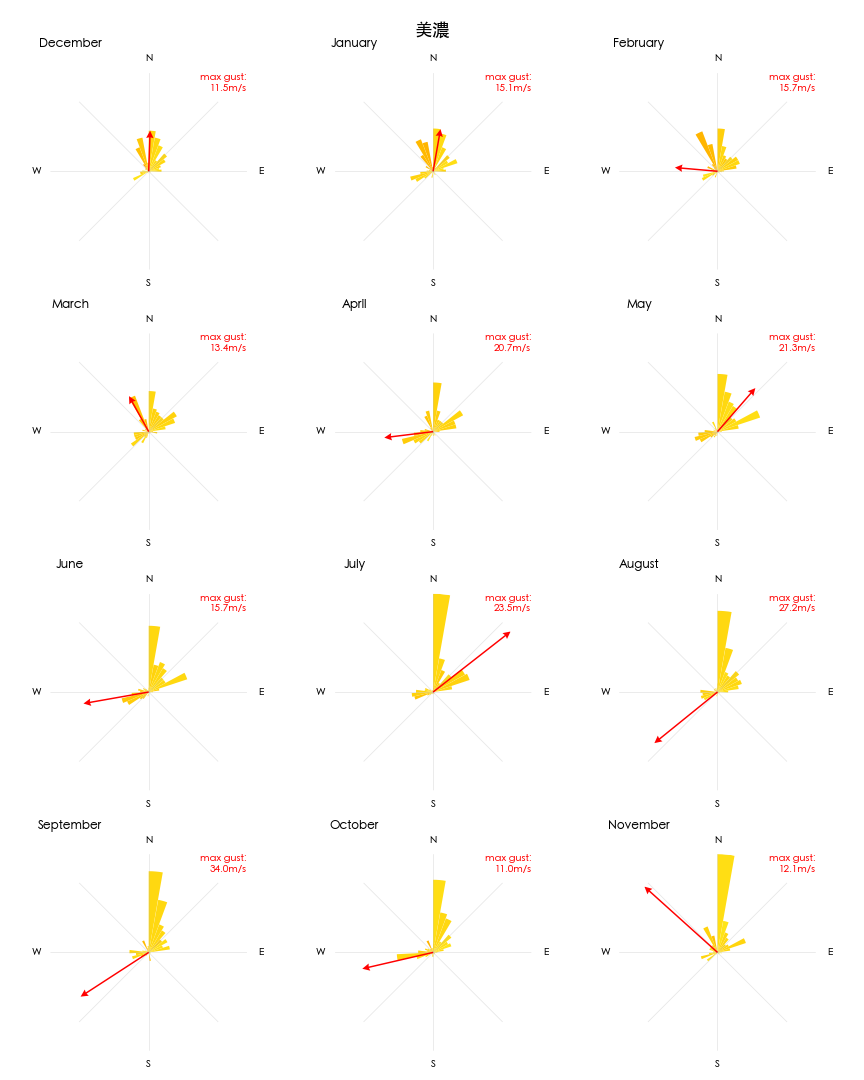 美濃
December
N
max gust:
11.5m/s
W
E
S
January
N
max gust:
15.1m/s
W
E
S
February
N
max gust:
15.7m/s
W
E
S
March
N
max gust:
13.4m/s
W
E
S
April
N
max gust:
20.7m/s
W
E
S
May
N
max gust:
21.3m/s
W
E
S
June
N
max gust:
15.7m/s
W
E
S
July
N
max gust:
23.5m/s
W
E
S
August
N
max gust:
27.2m/s
W
E
S
September
N
max gust:
34.0m/s
W
E
S
October
N
max gust:
11.0m/s
W
E
S
November
N
max gust:
12.1m/s
W
E
S